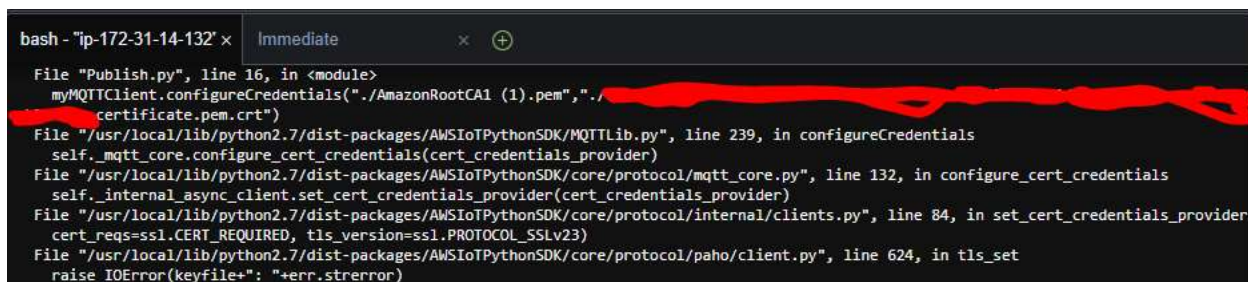 bash - "ip-172-31-14-132" × Immediate ×
File "Publish.py", line 16, in <module>
myMQTTClient.configureCredentials("./AmazonRootCA1 (1).pem","./
certificate.pem.crt")
File "/usr/local/lib/python2.7/dist-packages/AWSIoTPythonSDK/MQTTLib.py", line 239, in configureCredentials
self._mqtt_core.configure_cert_credentials(cert_credentials_provider)
File "/usr/local/lib/python2.7/dist-packages/AWSIoTPythonSDK/core/protocol/mqtt_core.py", line 132, in configure_cert_credentials
self._internal_async_client.set_cert_credentials_provider(cert_credentials_provider)
File "/usr/local/lib/python2.7/dist-packages/AWSIoTPythonSDK/core/protocol/internal/clients.py", line 84, in set_cert_credentials_provider
cert_reqs=ssl.CERT_REQUIRED, tls_version=ssl.PROTOCOL_SSLv23)
File "/usr/local/lib/python2.7/dist-packages/AWSIoTPythonSDK/core/protocol/paho/client.py", line 624, in tls_set
raise IOError(keyfile+": "+err.strerror)